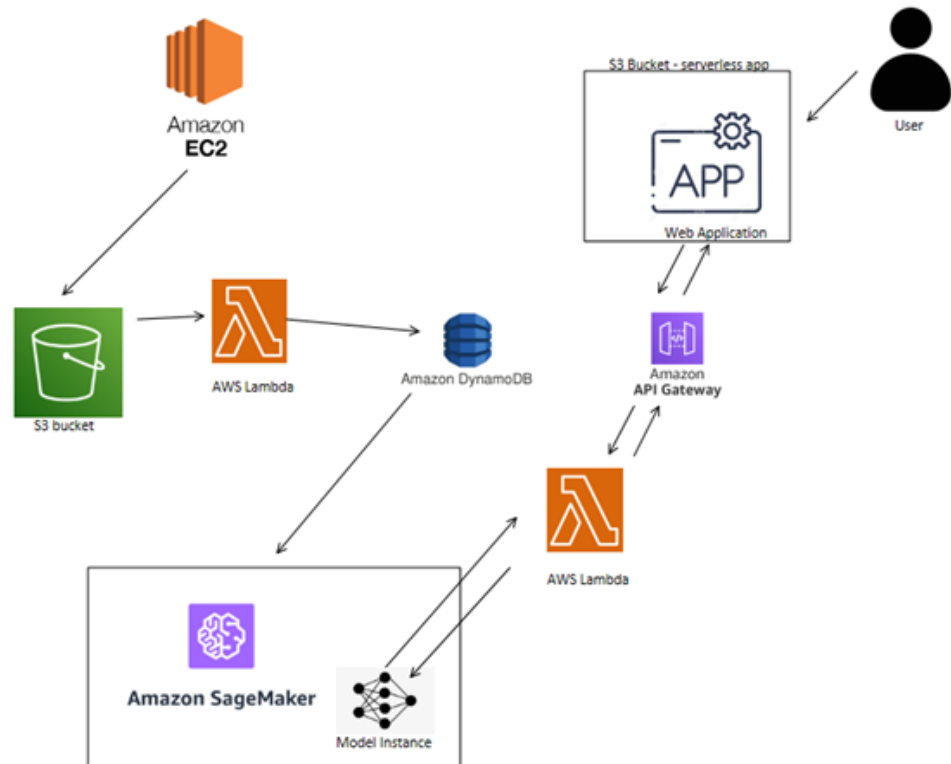 Amazon
EC2
S3 Bucket - serverless app
APP
Web Application
User
S3 bucket
AWS Lambda
Amazon DynamoDB
Amazon
API Gateway
AWS Lambda
Amazon SageMaker
Model Instance